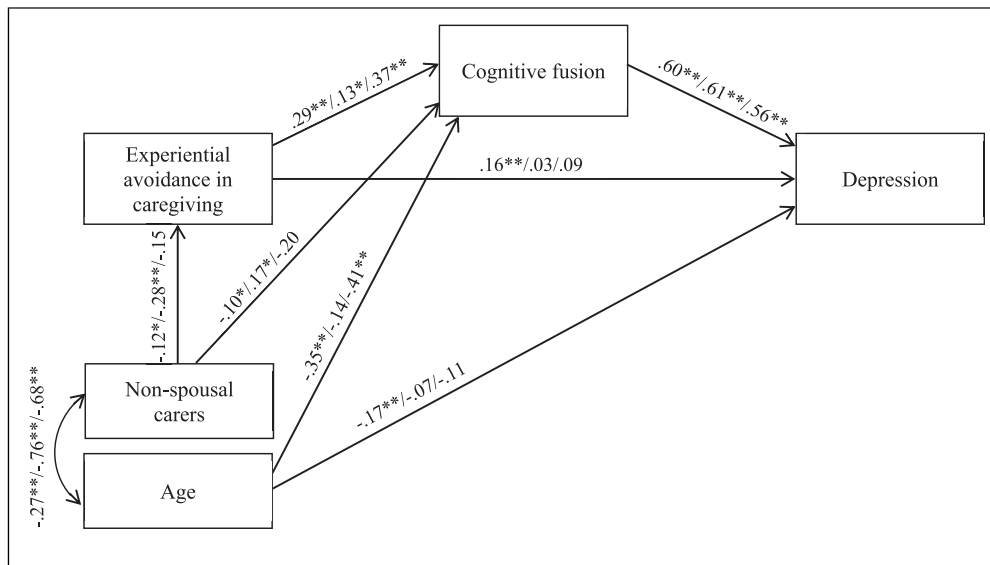 Cognitive fusion
.29**/.13*/.37**
.60**/.61**/.56**
Experiential
avoidance in
caregiving
.16**/.03/.09
Depression
-.12*/-.28**/-.15
-.10*/.17*/-.20
-.35**/-.14/-.41**
-.17**/-.07/-.11
Non-spousal
carers
-.27**/-.76**/-.68**
Age